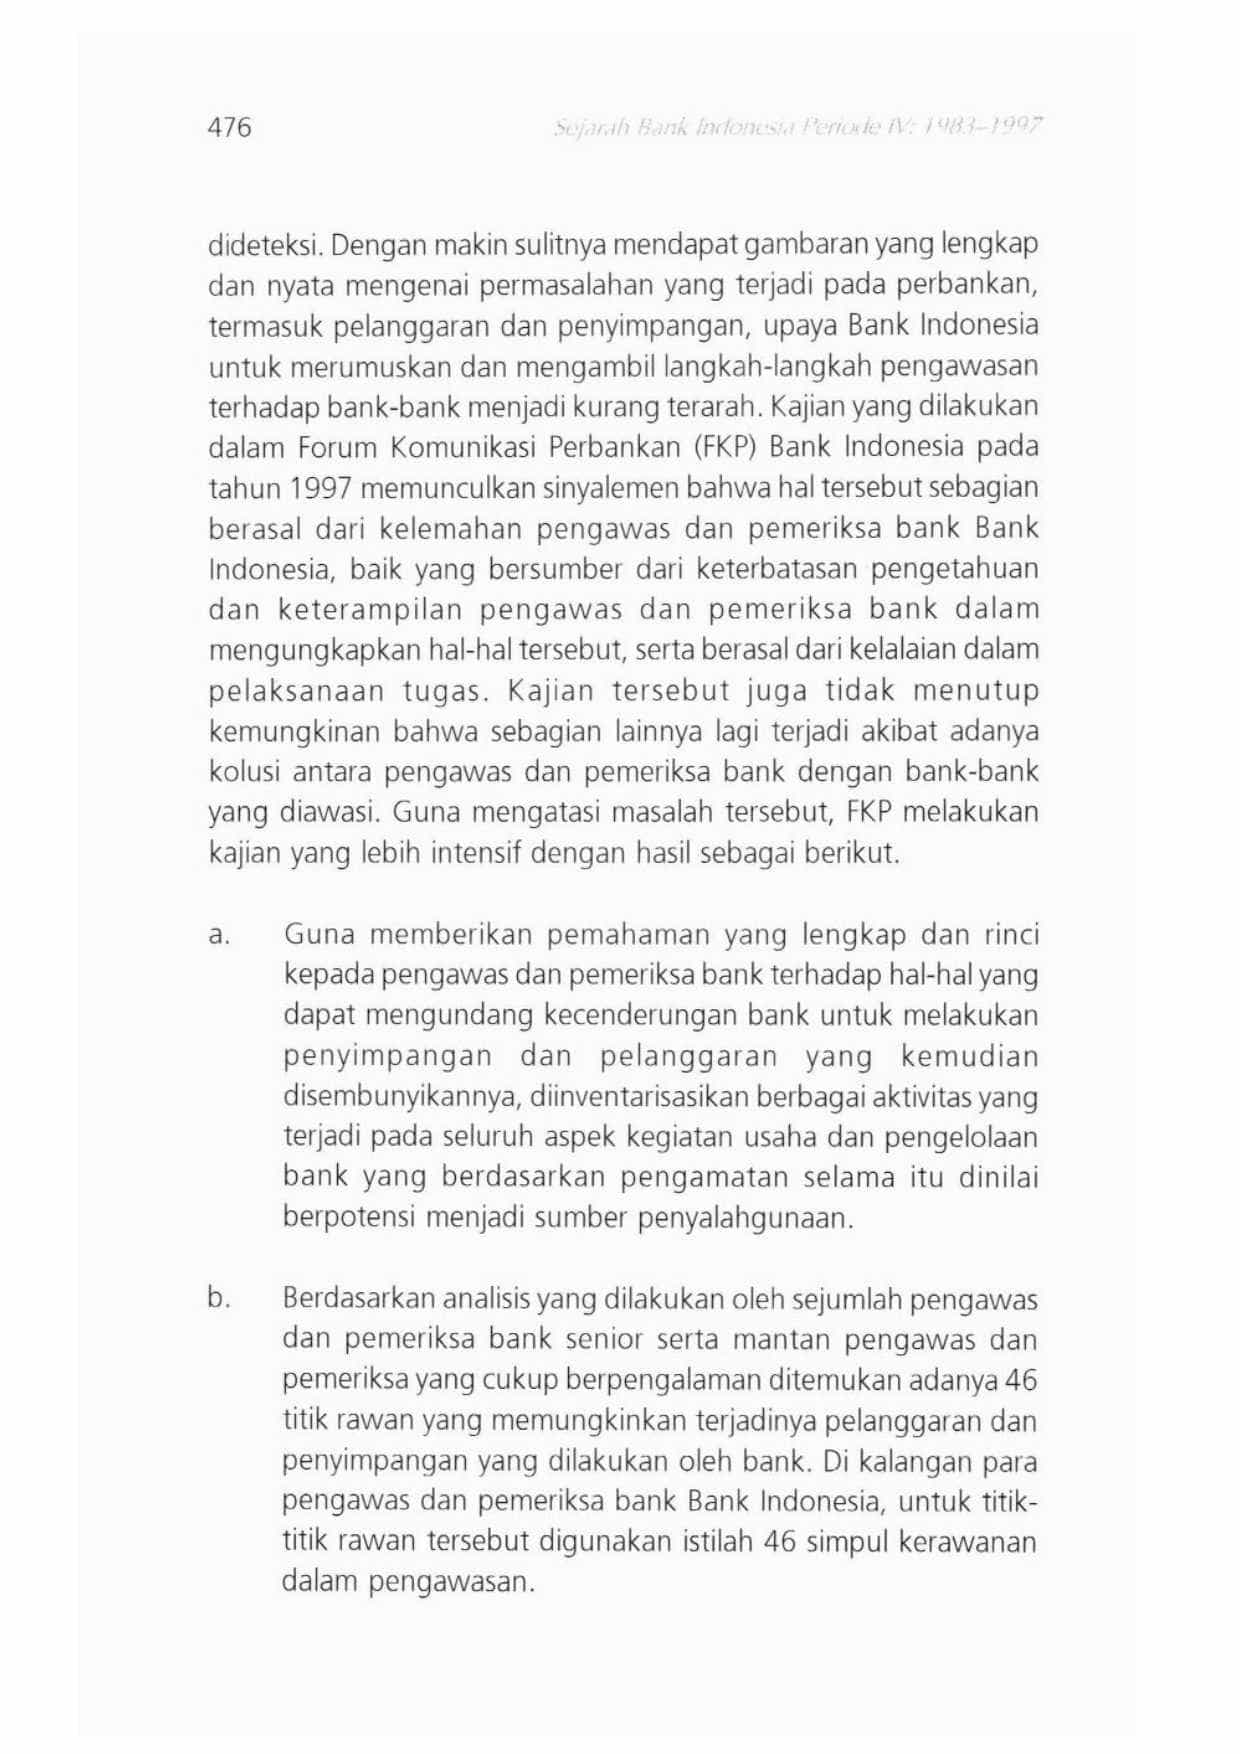 476 Sejarah Bank Indonesia Periode IV: 1983–1997
dideteksi. Dengan makin sulitnya mendapat gambaran yang lengkap
dan nyata mengenai permasalahan yang terjadi pada perbankan,
termasuk pelanggaran dan penyimpangan, upaya Bank Indonesia
untuk merumuskan dan mengambil langkah-langkah pengawasan
terhadap bank-bank menjadi kurang terarah. Kajian yang dilakukan
dalam Forum Komunikasi Perbankan (FKP) Bank Indonesia pada
tahun 1997 memunculkan sinyalemen bahwa hal tersebut sebagian
berasal dari kelemahan pengawas dan pemeriksa bank Bank
Indonesia, baik yang bersumber dari keterbatasan pengetahuan
dan keterampilan pengawas dan pemeriksa bank dalam
mengungkapkan hal-hal tersebut, serta berasal dari kelalaian dalam
pelaksanaan tugas. Kajian tersebut juga tidak menutup
kemungkinan bahwa sebagian lainnya lagi terjadi akibat adanya
kolusi antara pengawas dan pemeriksa bank dengan bank-bank
yang diawasi. Guna mengatasi masalah tersebut, FKP melakukan
kajian yang lebih intensif dengan hasil sebagai berikut.
a. Guna memberikan pemahaman yang lengkap dan rinci
kepada pengawas dan pemeriksa bank terhadap hal-hal yang
dapat mengundang kecenderungan bank untuk melakukan
penyimpangan dan pelanggaran yang kemudian
disembunyikannya, diinventarisasikan berbagai aktivitas yang
terjadi pada seluruh aspek kegiatan usaha dan pengelolaan
bank yang berdasarkan pengamatan selama itu dinilai
berpotensi menjadi sumber penyalahgunaan.
b. Berdasarkan analisis yang dilakukan oleh sejumlah pengawas
dan pemeriksa bank senior serta mantan pengawas dan
pemeriksa yang cukup berpengalaman ditemukan adanya 46
titik rawan yang memungkinkan terjadinya pelanggaran dan
penyimpangan yang dilakukan oleh bank. Di kalangan para
pengawas dan pemeriksa bank Bank Indonesia, untuk titik-
titik rawan tersebut digunakan istilah 46 simpul kerawanan
dalam pengawasan.